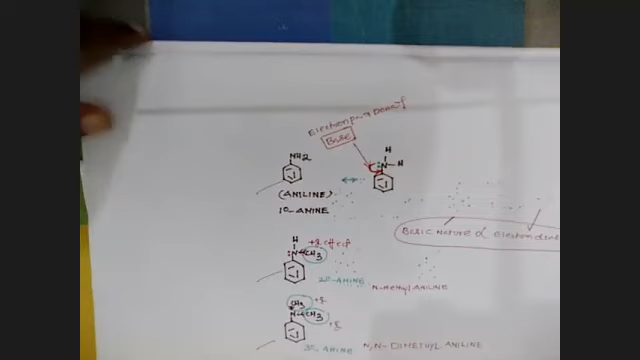 Electron pair Donor
Base
NH2
H
N-H
(ANILINE)
1°-AMINE
Basic Nature α Electron
H
+I effect
:N CH3
2°-AMINE
N-Methyl ANILINE
CH3 +I
N CH3
+I
3°-AMINE
N,N-DIMETHYL ANILINE